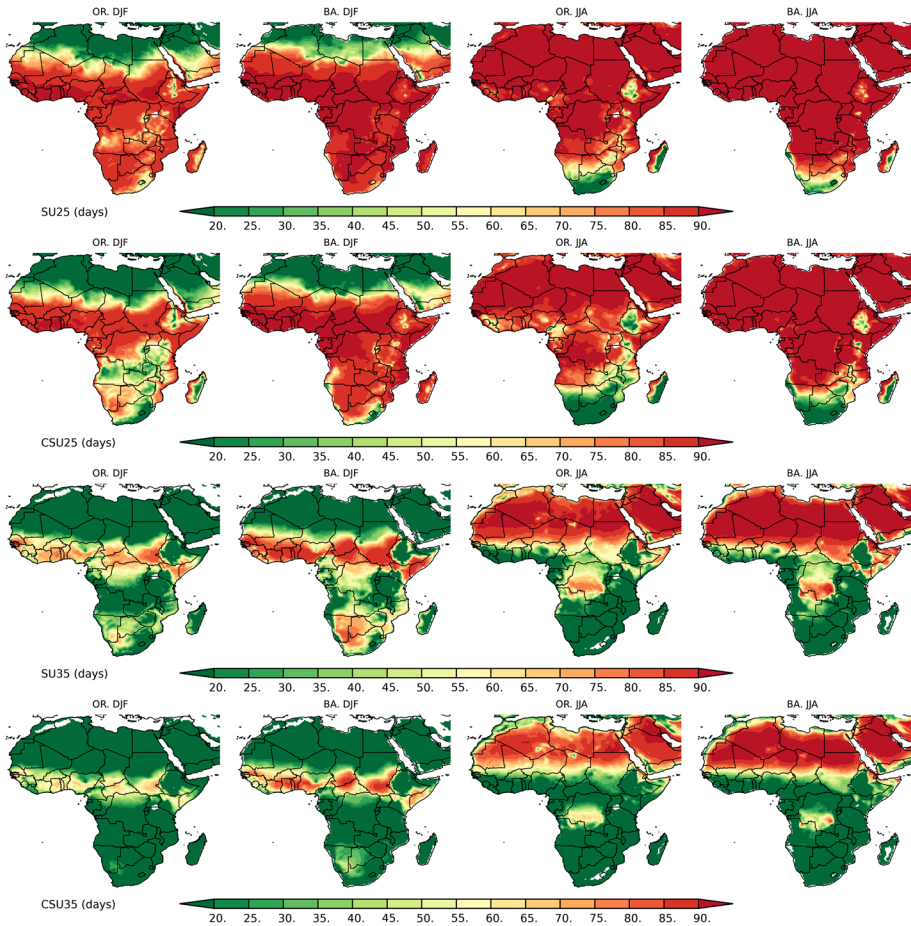 OR. DJF BA. DJF OR. JJA BA. JJA
SU25 (days)
20. 25. 30. 35. 40. 45. 50. 55. 60. 65. 70. 75. 80. 85. 90.
OR. DJF BA. DJF OR. JJA BA. JJA
CSU25 (days)
20. 25. 30. 35. 40. 45. 50. 55. 60. 65. 70. 75. 80. 85. 90.
OR. DJF BA. DJF OR. JJA BA. JJA
SU35 (days)
20. 25. 30. 35. 40. 45. 50. 55. 60. 65. 70. 75. 80. 85. 90.
OR. DJF BA. DJF OR. JJA BA. JJA
CSU35 (days)
20. 25. 30. 35. 40. 45. 50. 55. 60. 65. 70. 75. 80. 85. 90.